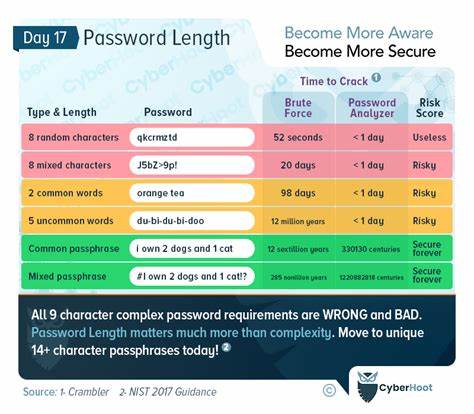 Day 17 Password Length
Become More Aware
Become More Secure
CyberHoot
Time to Crack 1
Type & Length Password Brute Force Password Analyzer Risk Score
8 random characters qkcrmztd 52 seconds < 1 day Useless
8 mixed characters J5bZ>9p! 20 days < 1 day Risky
2 common words orange tea 98 days < 1 day Risky
5 uncommon words du-bi-du-bi-doo 12 million years < 1 day Risky
Common passphrase i own 2 dogs and 1 cat 12 sextillion years 330130 centuries Secure forever
Mixed passphrase #I own 2 dogs and 1 cat!? 285 nonillion years 1220882818 centuries Secure forever
All 9 character complex password requirements are WRONG and BAD.
Password Length matters much more than complexity. Move to unique
14+ character passphrases today! 2
Source: 1- Crambler 2- NIST 2017 Guidance
© CyberHoot